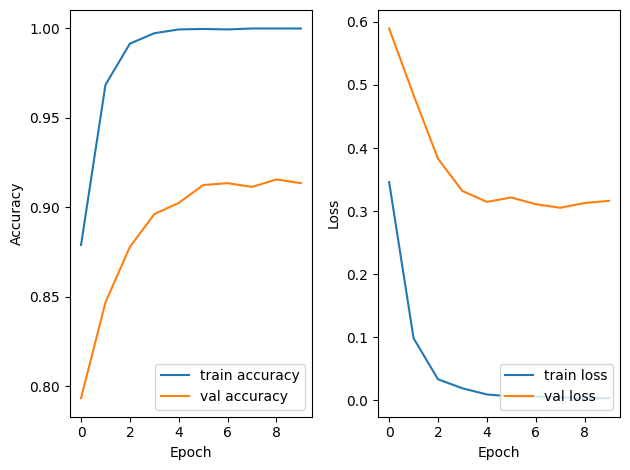 1.00
0.95
0.90
0.85
0.80
Accuracy
0 2 4 6 8
Epoch
train accuracy
val accuracy
0.6
0.5
0.4
0.3
0.2
0.1
0.0
Loss
0 2 4 6 8
Epoch
train loss
val loss